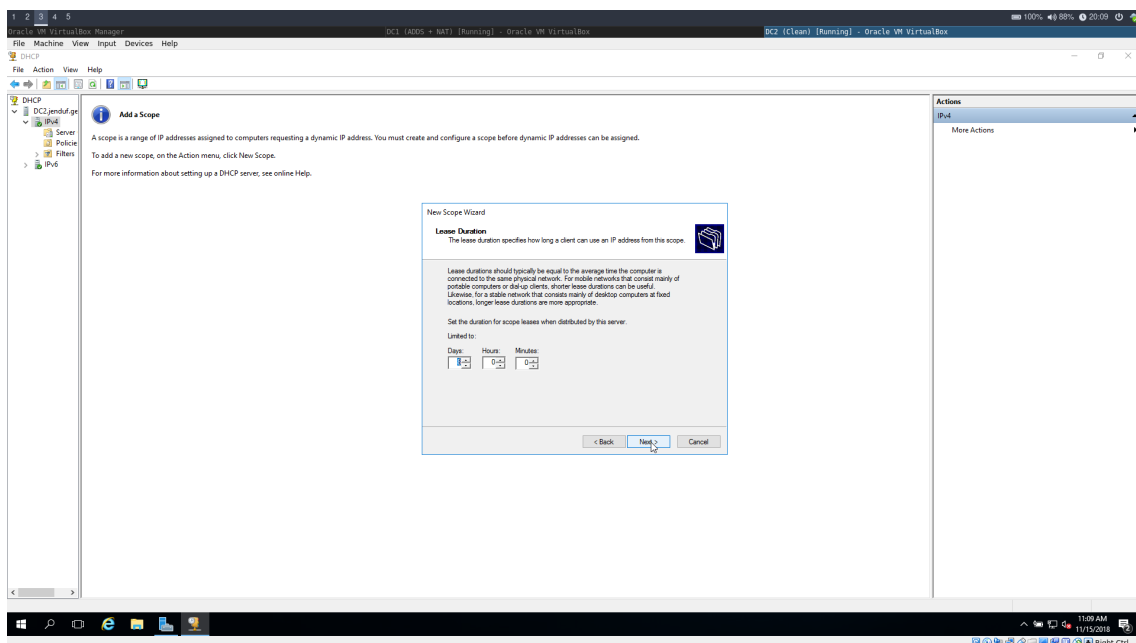 1 2 3 4 5
100% 88% 20:09
Oracle VM VirtualBox Manager
DC1 (ADDS + NAT) [Running] - Oracle VM VirtualBox
DC2 (Clean) [Running] - Oracle VM VirtualBox
File Machine View Input Devices Help
DHCP
File Action View Help
DHCP
DC2.jenduf.ge
IPv4
Server
Policie
Filters
IPv6
Add a Scope
A scope is a range of IP addresses assigned to computers requesting a dynamic IP address. You must create and configure a scope before dynamic IP addresses can be assigned.
To add a new scope, on the Action menu, click New Scope.
For more information about setting up a DHCP server, see online Help.
Actions
IPv4
More Actions
New Scope Wizard
Lease Duration
The lease duration specifies how long a client can use an IP address from this scope.
Lease durations should typically be equal to the average time the computer is
connected to the same physical network. For mobile networks that consist mainly of
portable computers or dial-up clients, shorter lease durations can be useful.
Likewise, for a stable network that consists mainly of desktop computers at fixed
locations, longer lease durations are more appropriate.
Set the duration for scope leases when distributed by this server.
Limited to:
Days: Hours: Minutes:
0 0
< Back Next > Cancel
11:09 AM
11/15/2018
Right Ctrl